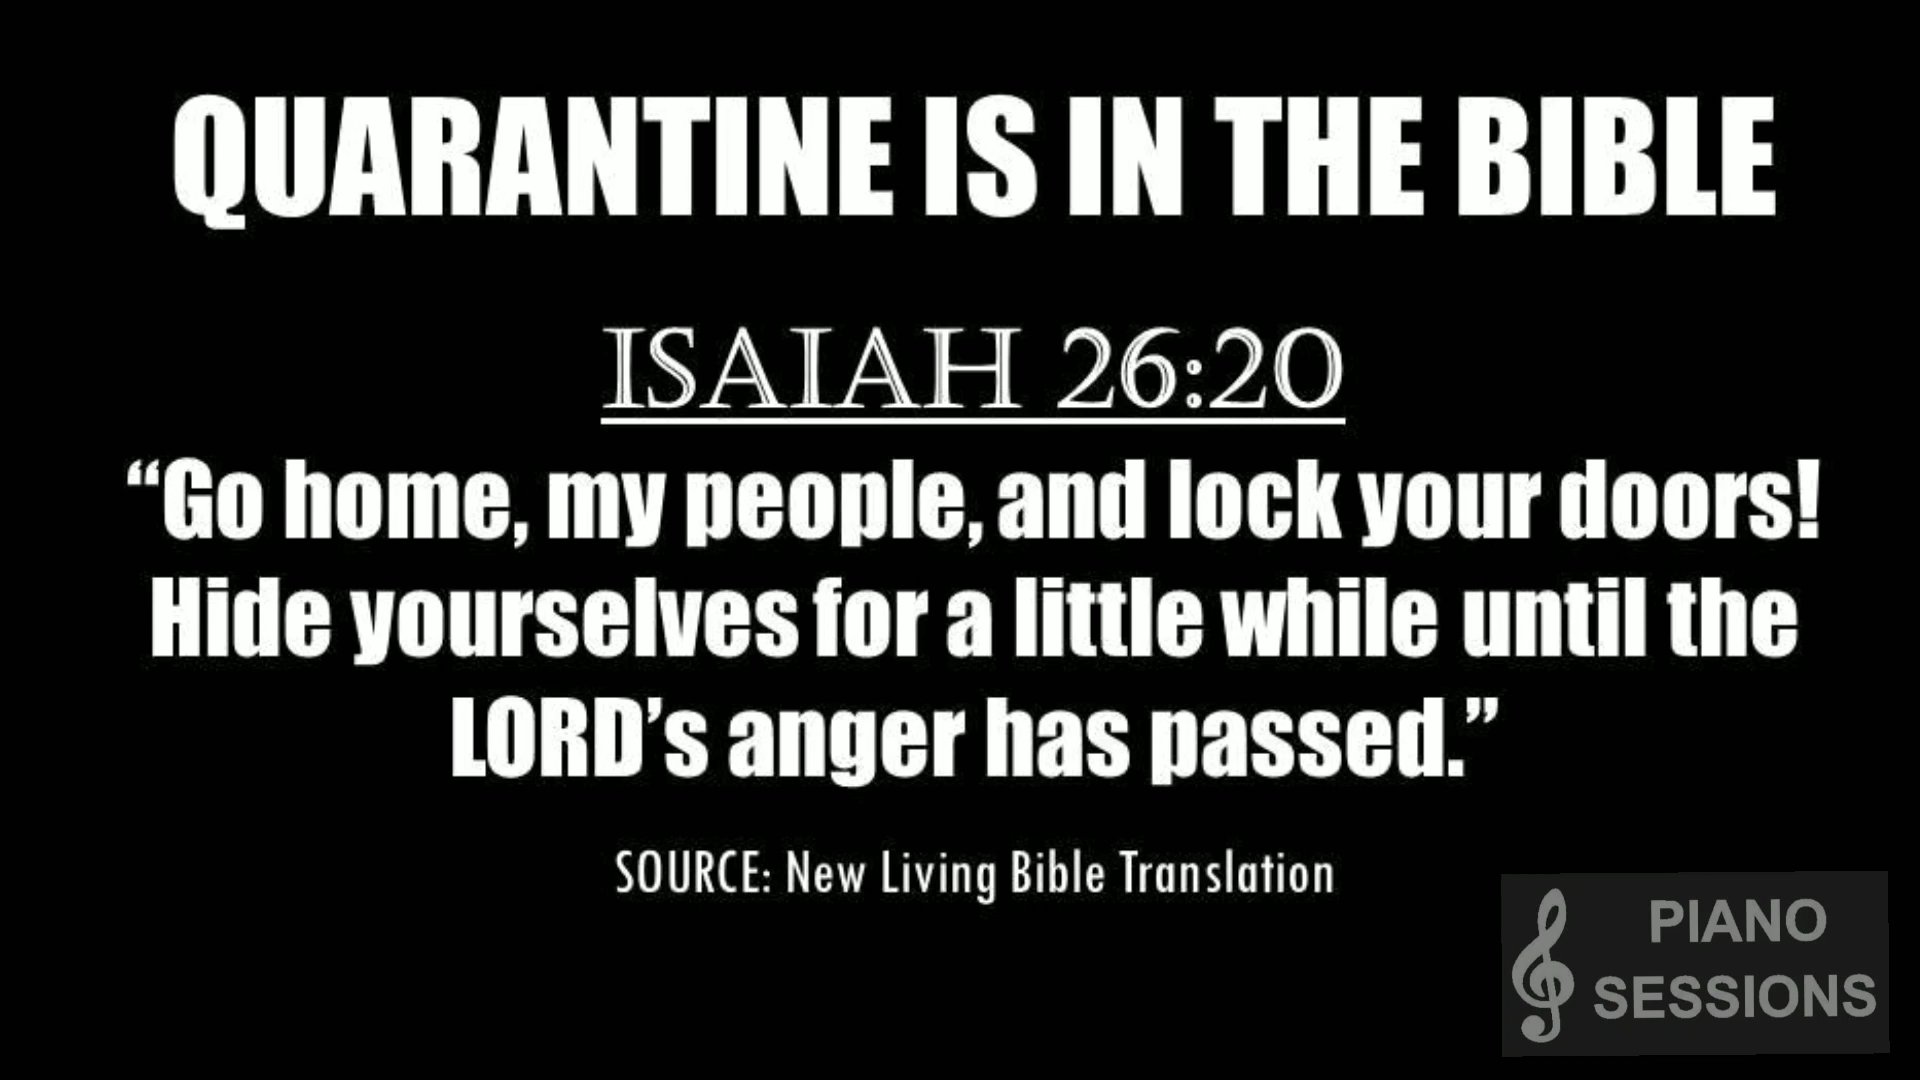 QUARANTINE IS IN THE BIBLE
ISAIAH 26:20
“Go home, my people, and lock your doors!
Hide yourselves for a little while until the
LORD’s anger has passed.”
SOURCE: New Living Bible Translation
PIANO
SESSIONS